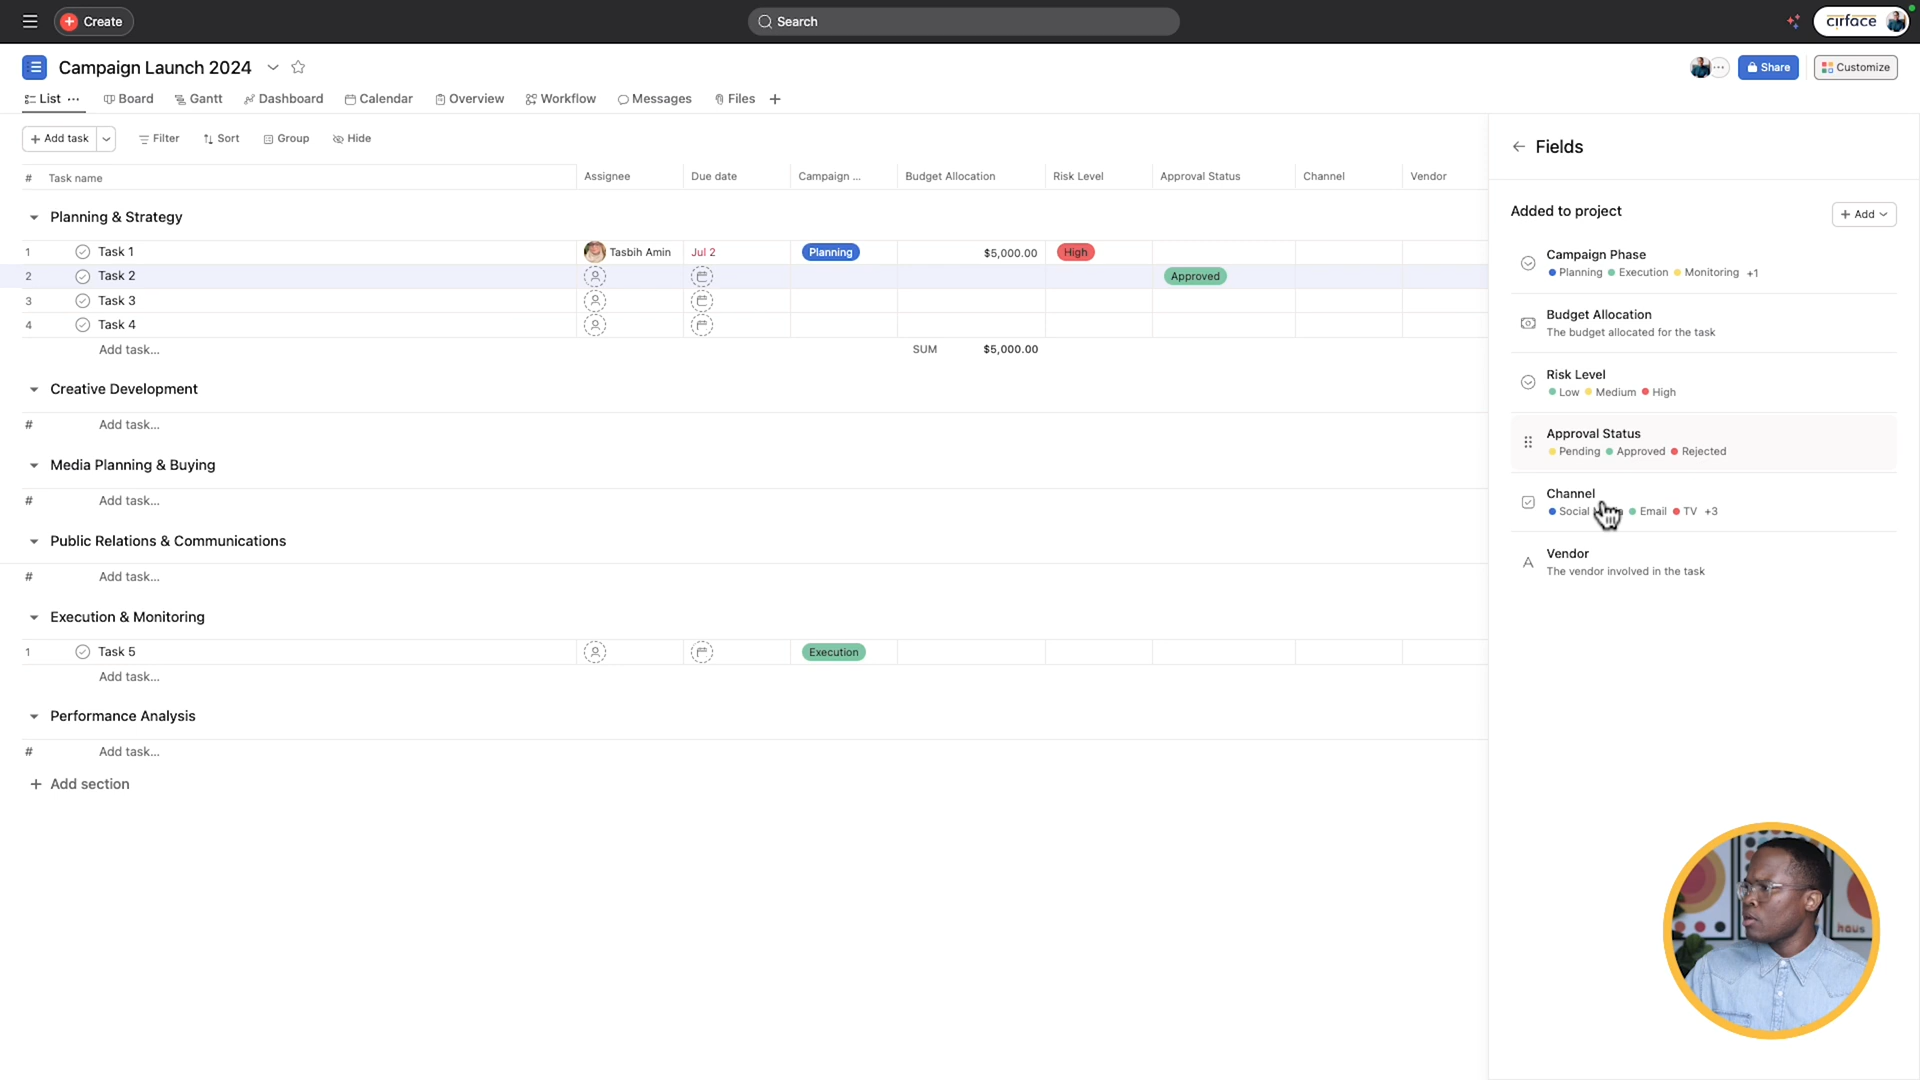 Create
Search
cirface
Campaign Launch 2024
Share
Customize
List
Board
Gantt
Dashboard
Calendar
Overview
Workflow
Messages
Files
Add task
Filter
Sort
Group
Hide
# Task name Assignee Due date Campaign ... Budget Allocation Risk Level Approval Status Channel Vendor
Planning & Strategy
1 Task 1 Tasbih Amin Jul 2 Planning $5,000.00 High
2 Task 2 Approved
3 Task 3
4 Task 4
Add task... SUM $5,000.00
Creative Development
# Add task...
Media Planning & Buying
# Add task...
Public Relations & Communications
# Add task...
Execution & Monitoring
1 Task 5 Execution
Add task...
Performance Analysis
# Add task...
+ Add section
Fields
Added to project
+ Add
Campaign Phase
Planning Execution Monitoring +1
Budget Allocation
The budget allocated for the task
Risk Level
Low Medium High
Approval Status
Pending Approved Rejected
Channel
Social Email TV +3
Vendor
The vendor involved in the task
haus